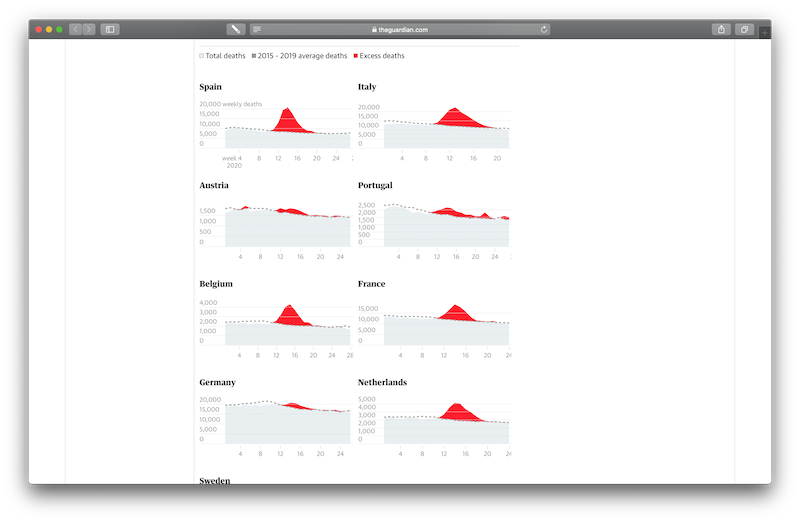 theguardian.com
Total deaths 2015 - 2019 average deaths Excess deaths
Spain
20,000 weekly deaths
15,000
10,000
5,000
0
week 4 8 12 16 20 24
2020
Italy
20,000
15,000
10,000
5,000
0
4 8 12 16 20
Austria
1,500
1,000
500
0
4 8 12 16 20 24
Portugal
2,500
2,000
1,500
1,000
500
0
4 8 12 16 20 24
Belgium
4,000
3,000
2,000
1,000
0
4 8 12 16 20 24 28
France
15,000
10,000
5,000
0
4 8 12 16 20 24
Germany
20,000
15,000
10,000
5,000
0
4 8 12 16 20 24
Netherlands
5,000
4,000
3,000
2,000
1,000
0
4 8 12 16 20 24
Sweden